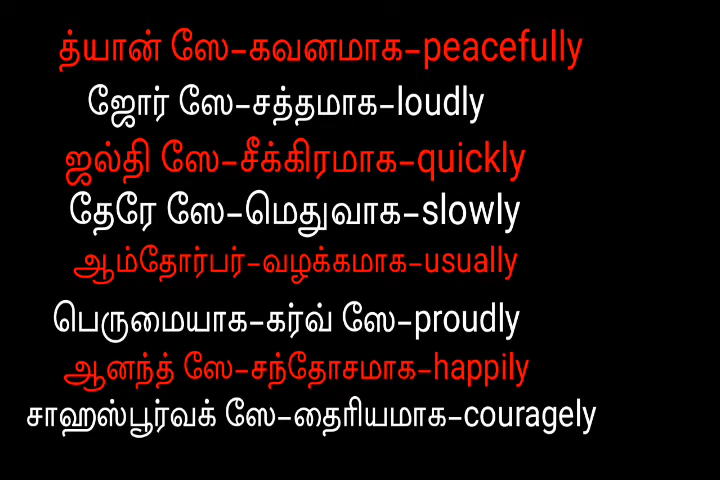 த்யான் ஸே-கவனமாக-peacefully
ஜோர் ஸே-சத்தமாக-loudly
ஜல்தி ஸே-சீக்கிரமாக-quickly
தேரே ஸே-மெதுவாக-slowly
ஆம்தோர்பர்-வழக்கமாக-usually
பெருமையாக-கர்வ் ஸே-proudly
ஆனந்த் ஸே-சந்தோசமாக-happily
சாஹஸ்பூர்வக் ஸே-தைரியமாக-couragely